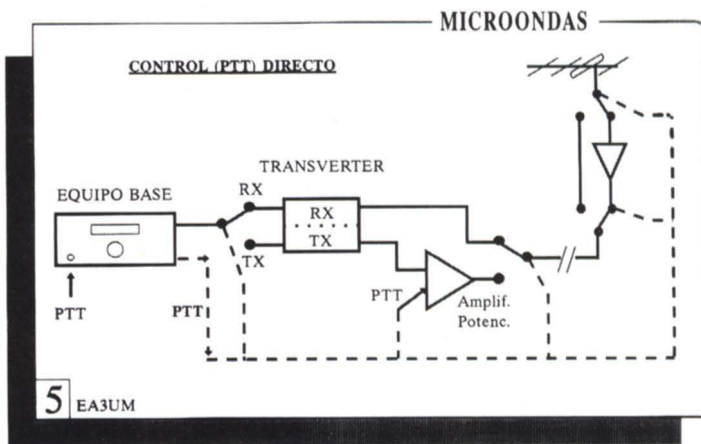 MICROONDAS
CONTROL (PTT) DIRECTO
TRANSVERTER
EQUIPO BASE
RX
RX
TX
TX
PTT
PTT
PTT
Amplif.
Potenc.
5 EA3UM